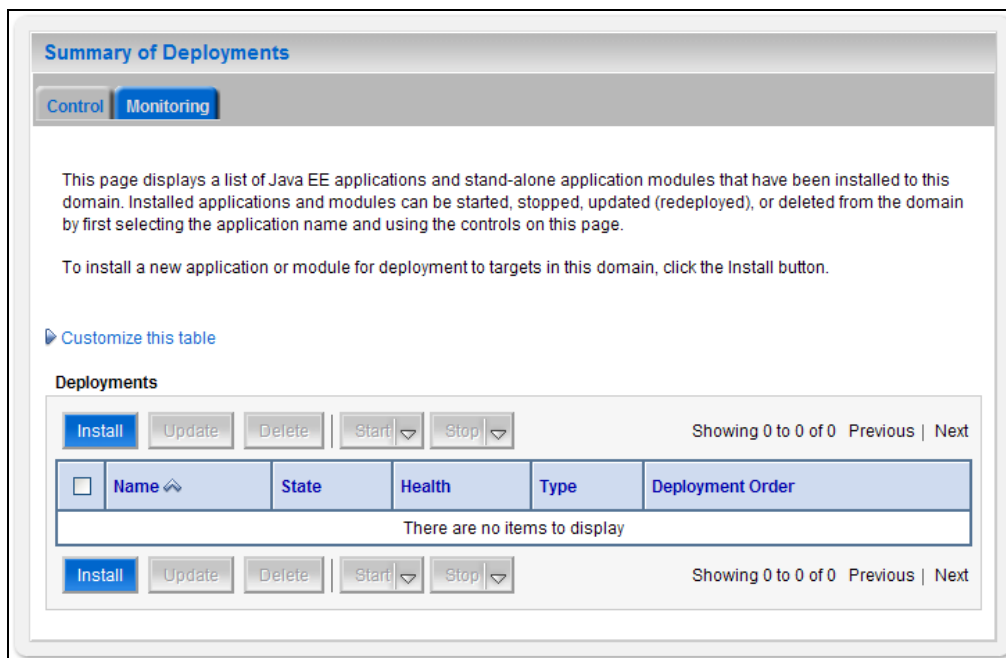 Summary of Deployments
Control Monitoring
This page displays a list of Java EE applications and stand-alone application modules that have been installed to this
domain. Installed applications and modules can be started, stopped, updated (redeployed), or deleted from the domain
by first selecting the application name and using the controls on this page.
To install a new application or module for deployment to targets in this domain, click the Install button.
Customize this table
Deployments
Install Update Delete Start Stop Showing 0 to 0 of 0 Previous | Next
Name State Health Type Deployment Order
There are no items to display
Install Update Delete Start Stop Showing 0 to 0 of 0 Previous | Next